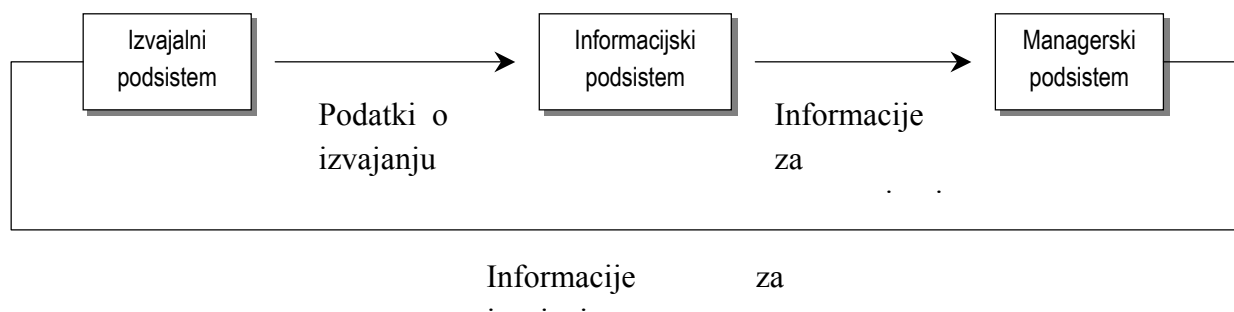 Izvajalni
podsistem
Informacijski
podsistem
Managerski
podsistem
Podatki o
izvajanju
Informacije
za
Informacije za